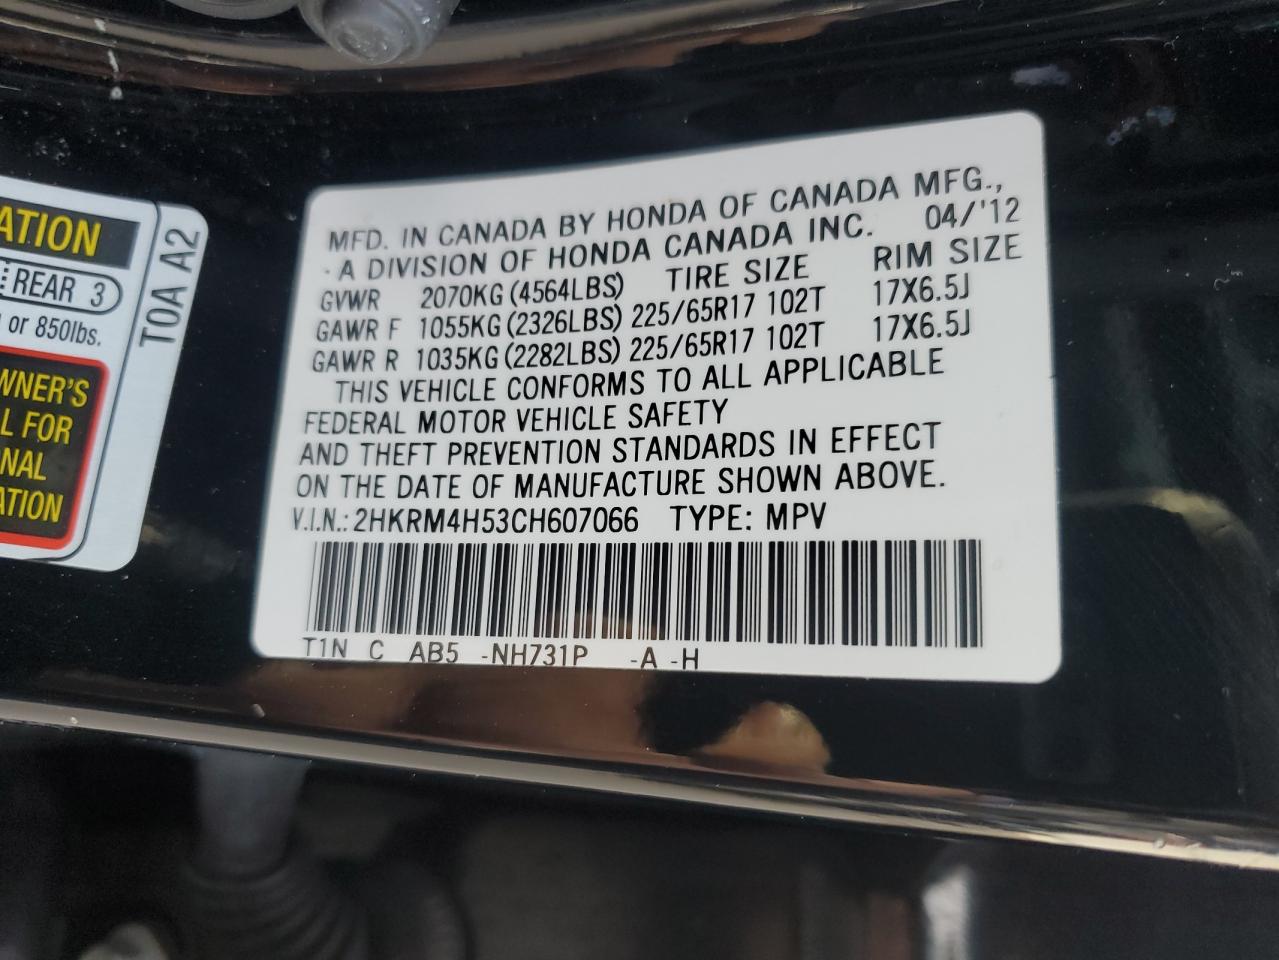 AT.ION
REAR 3
or 850lbs.
WNER'S
L FOR
NAL
ATION
T0A A2
MFD. IN CANADA BY HONDA OF CANADA MFG.,
· A DIVISION OF HONDA CANADA INC. 04/'12
GVWR 2070KG (4564LBS) TIRE SIZE RIM SIZE
GAWR F 1055KG (2326LBS) 225/65R17 102T 17X6.5J
GAWR R 1035KG (2282LBS) 225/65R17 102T 17X6.5J
THIS VEHICLE CONFORMS TO ALL APPLICABLE
FEDERAL MOTOR VEHICLE SAFETY
AND THEFT PREVENTION STANDARDS IN EFFECT
ON THE DATE OF MANUFACTURE SHOWN ABOVE.
V.I.N.: 2HKRM4H53CH607066 TYPE: MPV
T1N C AB5 -NH731P -A -H